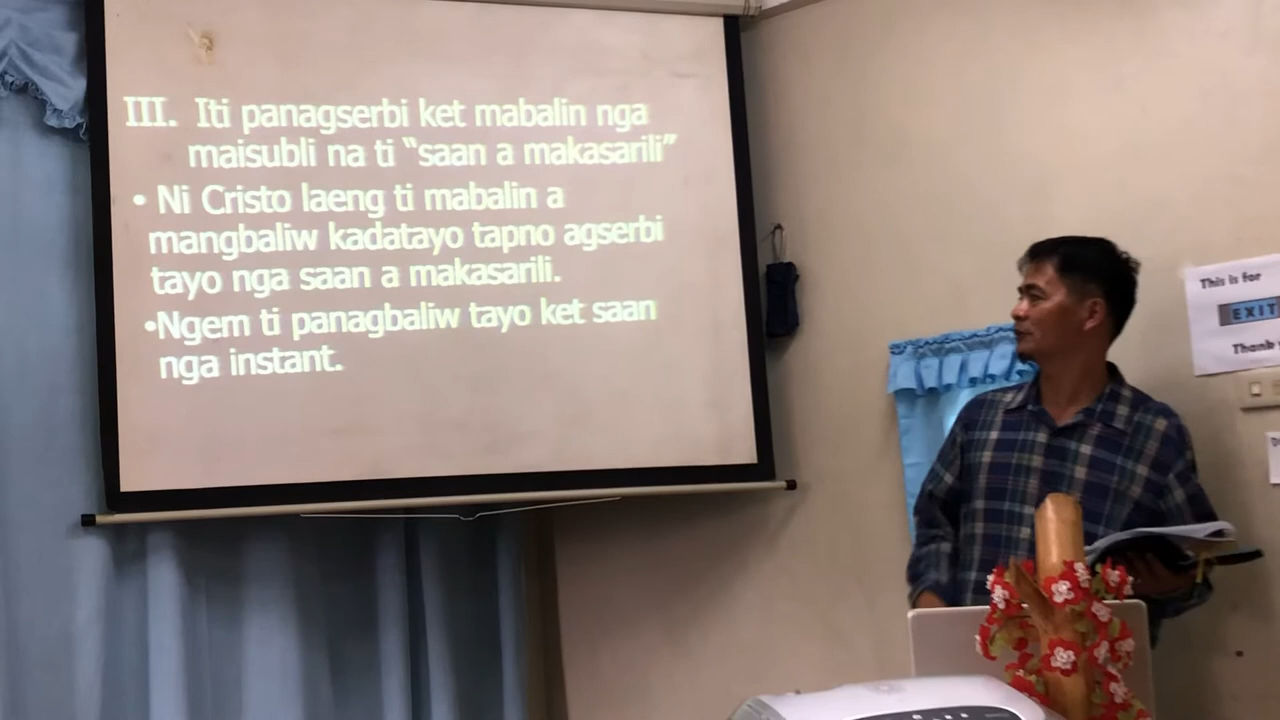 III. Iti panagserbi ket mabalin nga
maisubli na ti “saan a makasarili”
• Ni Cristo laeng ti mabalin a
mangbaliw kadatayo tapno agserbi
tayo nga saan a makasarili.
•Ngem ti panagbaliw tayo ket saan
nga instant.
This is for
EXIT
Thank